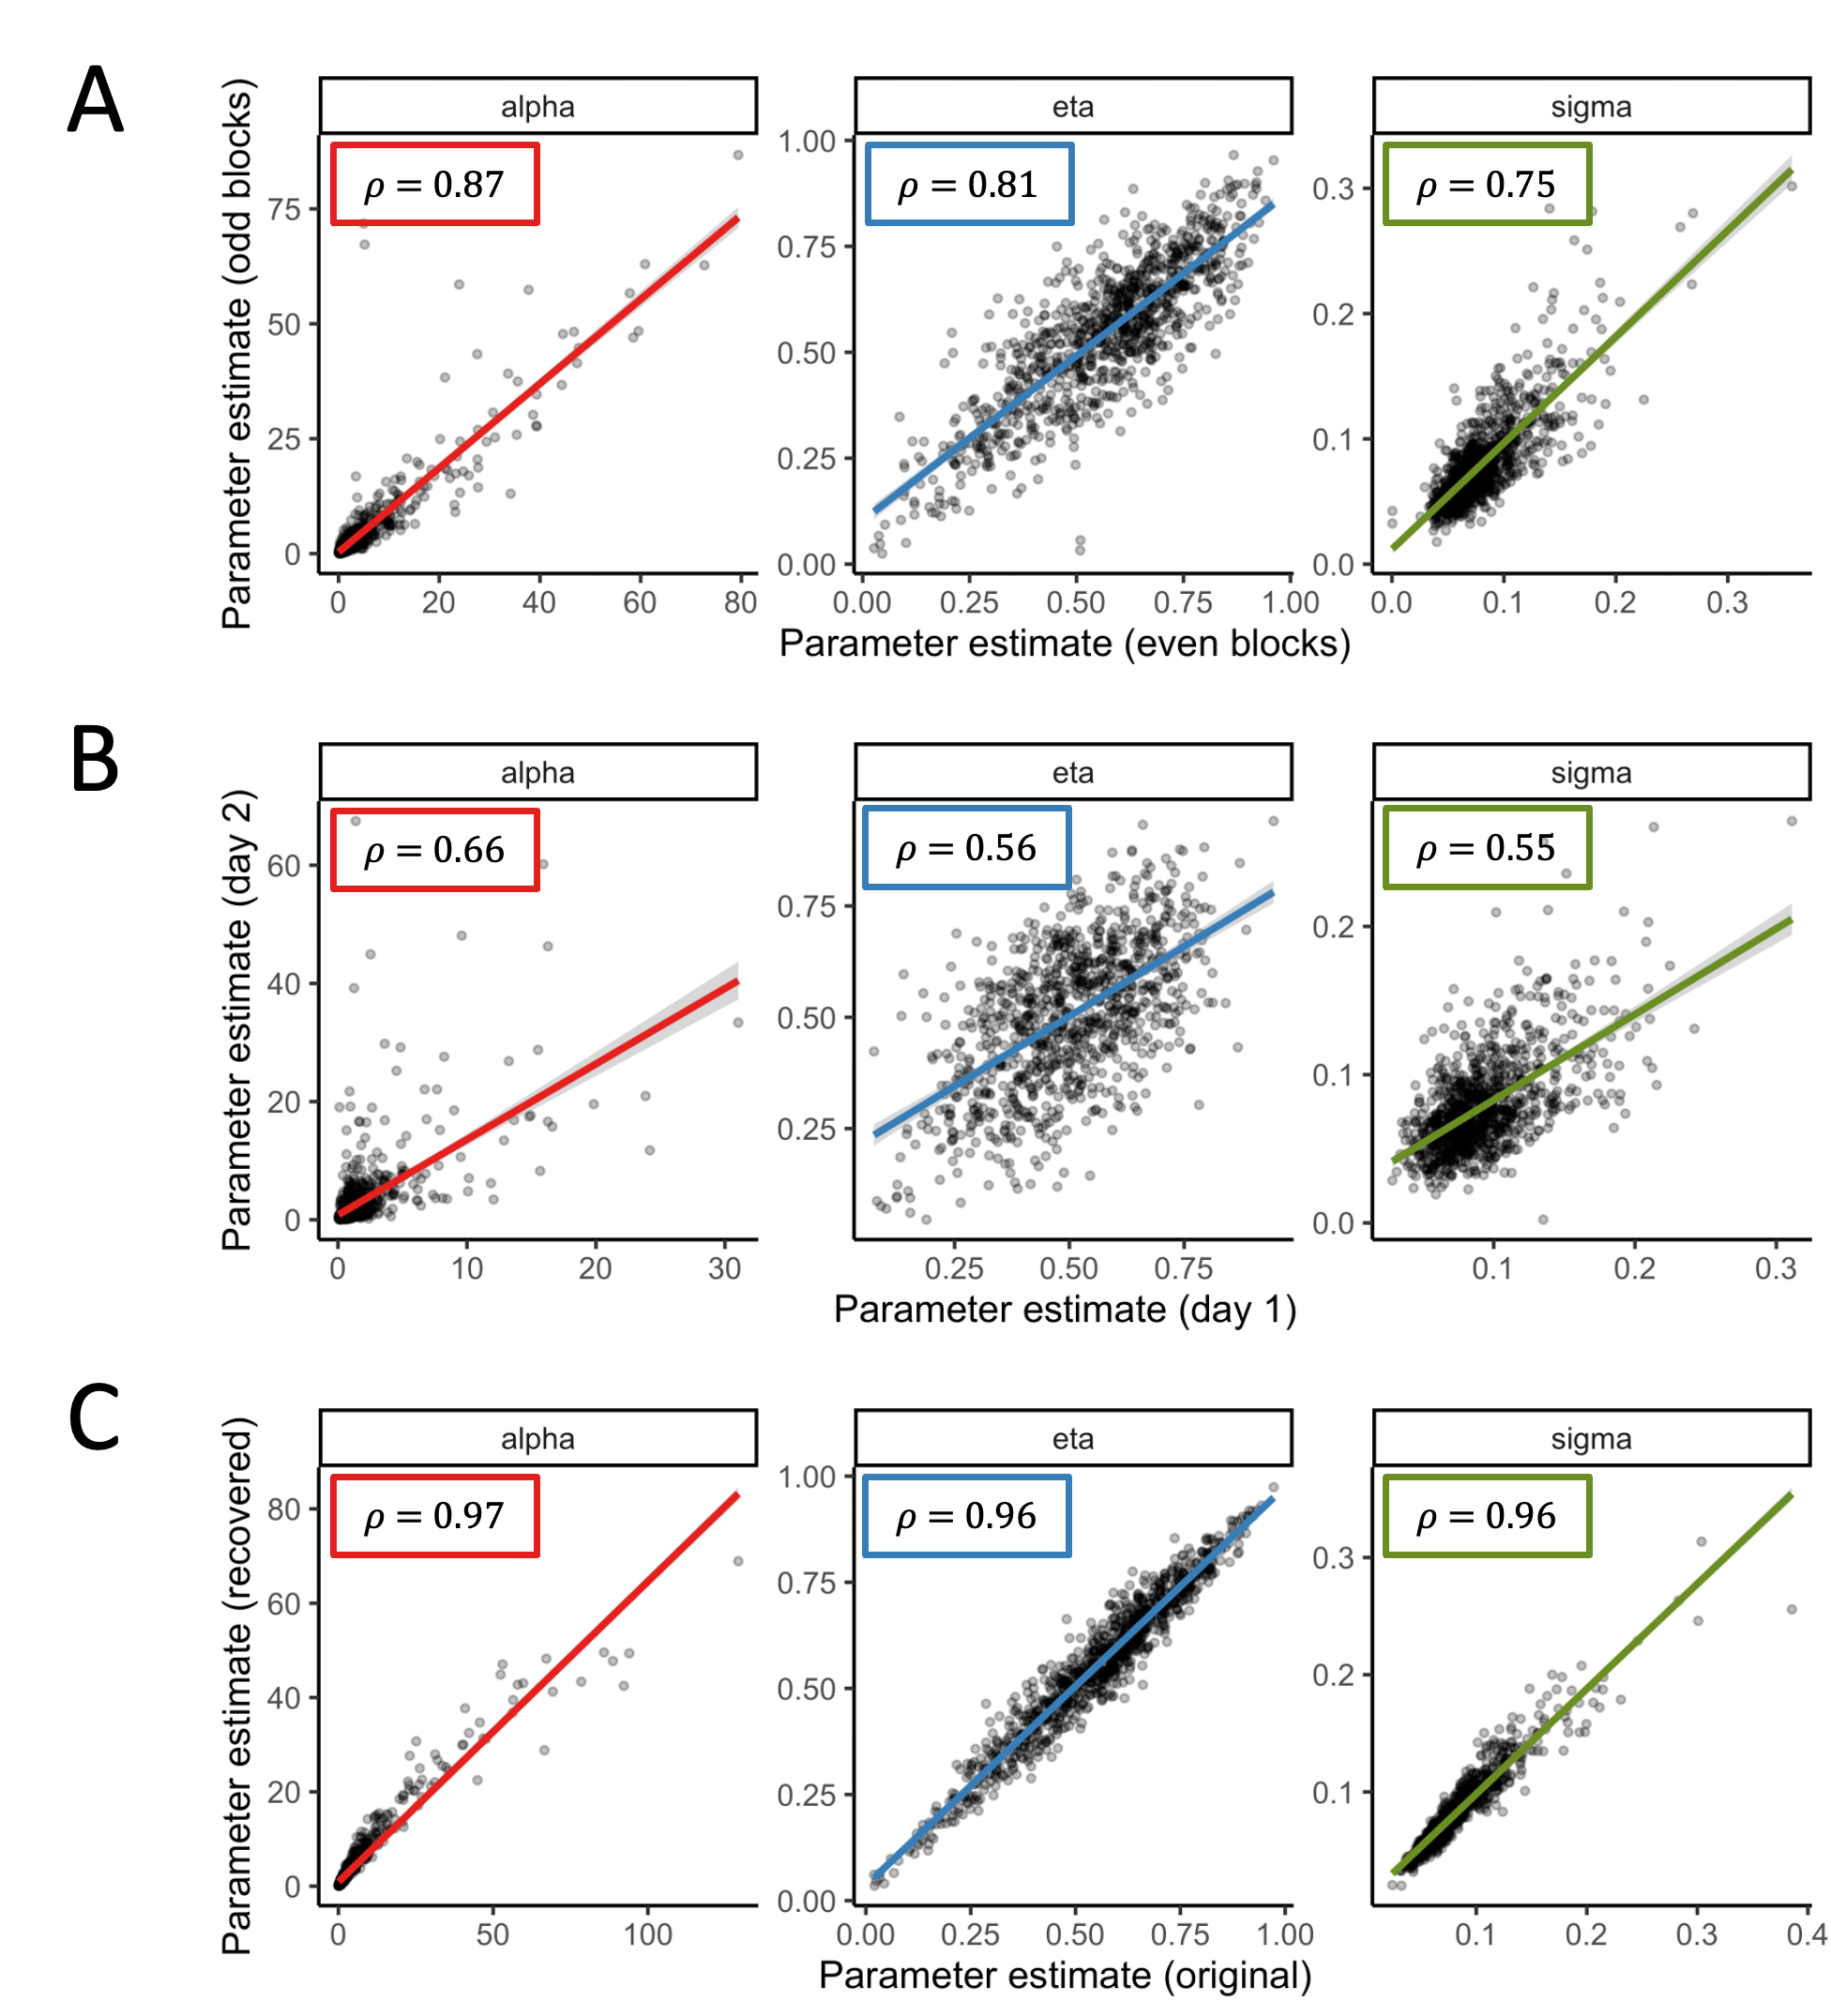 A
alpha
eta
sigma
Parameter estimate (odd blocks)
ρ = 0.87
ρ = 0.81
ρ = 0.75
75
50
25
0
1.00
0.75
0.50
0.25
0.00
0.3
0.2
0.1
0.0
0 20 40 60 80
0.00 0.25 0.50 0.75 1.00
0.0 0.1 0.2 0.3
Parameter estimate (even blocks)
B
alpha
eta
sigma
Parameter estimate (day 2)
ρ = 0.66
ρ = 0.56
ρ = 0.55
60
40
20
0
0.75
0.50
0.25
0.2
0.1
0.0
0 10 20 30
0.25 0.50 0.75
0.1 0.2 0.3
Parameter estimate (day 1)
C
alpha
eta
sigma
Parameter estimate (recovered)
ρ = 0.97
ρ = 0.96
ρ = 0.96
80
60
40
20
0
1.00
0.75
0.50
0.25
0.00
0.3
0.2
0.1
0 50 100
0.00 0.25 0.50 0.75 1.00
0.1 0.2 0.3 0.4
Parameter estimate (original)